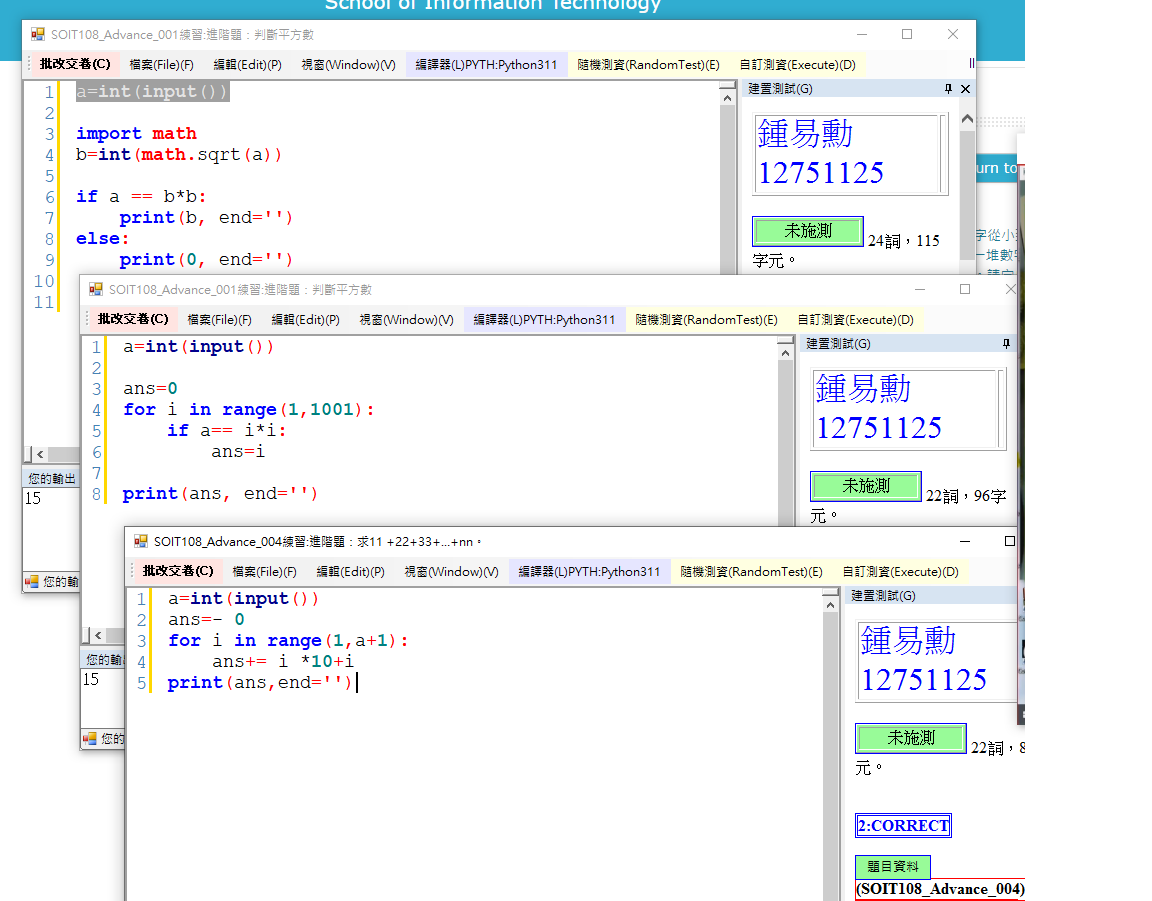 School of Information Technology
SOIT108_Advance_001練習:進階題：判斷平方數
批改交卷(C) 檔案(File)(F) 編輯(Edit)(P) 視窗(Window)(V) 編譯器(L)PYTH:Python311 隨機測資(RandomTest)(E) 自訂測資(Execute)(D)
1 a=int(input())
2
3 import math
4 b=int(math.sqrt(a))
5
6 if a == b*b:
7 print(b, end='')
8 else:
9 print(0, end='')
10
11
建置測試(G)
鍾易勳
12751125
未施測 24詞，115
字元。
urn to
字從小
一堆數
您的輸出
15
您的輸
SOIT108_Advance_001練習:進階題：判斷平方數
批改交卷(C) 檔案(File)(F) 編輯(Edit)(P) 視窗(Window)(V) 編譯器(L)PYTH:Python311 隨機測資(RandomTest)(E) 自訂測資(Execute)(D)
1 a=int(input())
2
3 ans=0
4 for i in range(1,1001):
5 if a== i*i:
6 ans=i
7
8 print(ans, end='')
建置測試(G)
鍾易勳
12751125
未施測 22詞，96字
元。
您的輸
15
您的
SOIT108_Advance_004練習:進階題：求11 +22+33+...+nn。
批改交卷(C) 檔案(File)(F) 編輯(Edit)(P) 視窗(Window)(V) 編譯器(L)PYTH:Python311 隨機測資(RandomTest)(E) 自訂測資(Execute)(D)
1 a=int(input())
2 ans=- 0
3 for i in range(1,a+1):
4 ans+= i *10+i
5 print(ans,end='')
建置測試(G)
鍾易勳
12751125
未施測 22詞，8
元。
2:CORRECT
題目資料
(SOIT108_Advance_004)